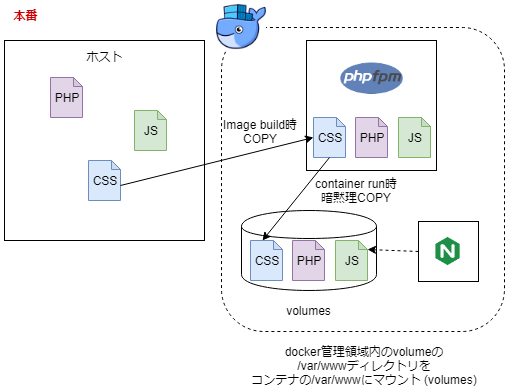 本番
ホスト
PHP
JS
CSS
Image build時
COPY
php fpm
CSS
PHP
JS
container run時
暗黙理COPY
CSS
PHP
JS
N
volumes
docker管理領域内のvolumeの
/var/wwwディレクトリを
コンテナの/var/wwwにマウント (volumes)